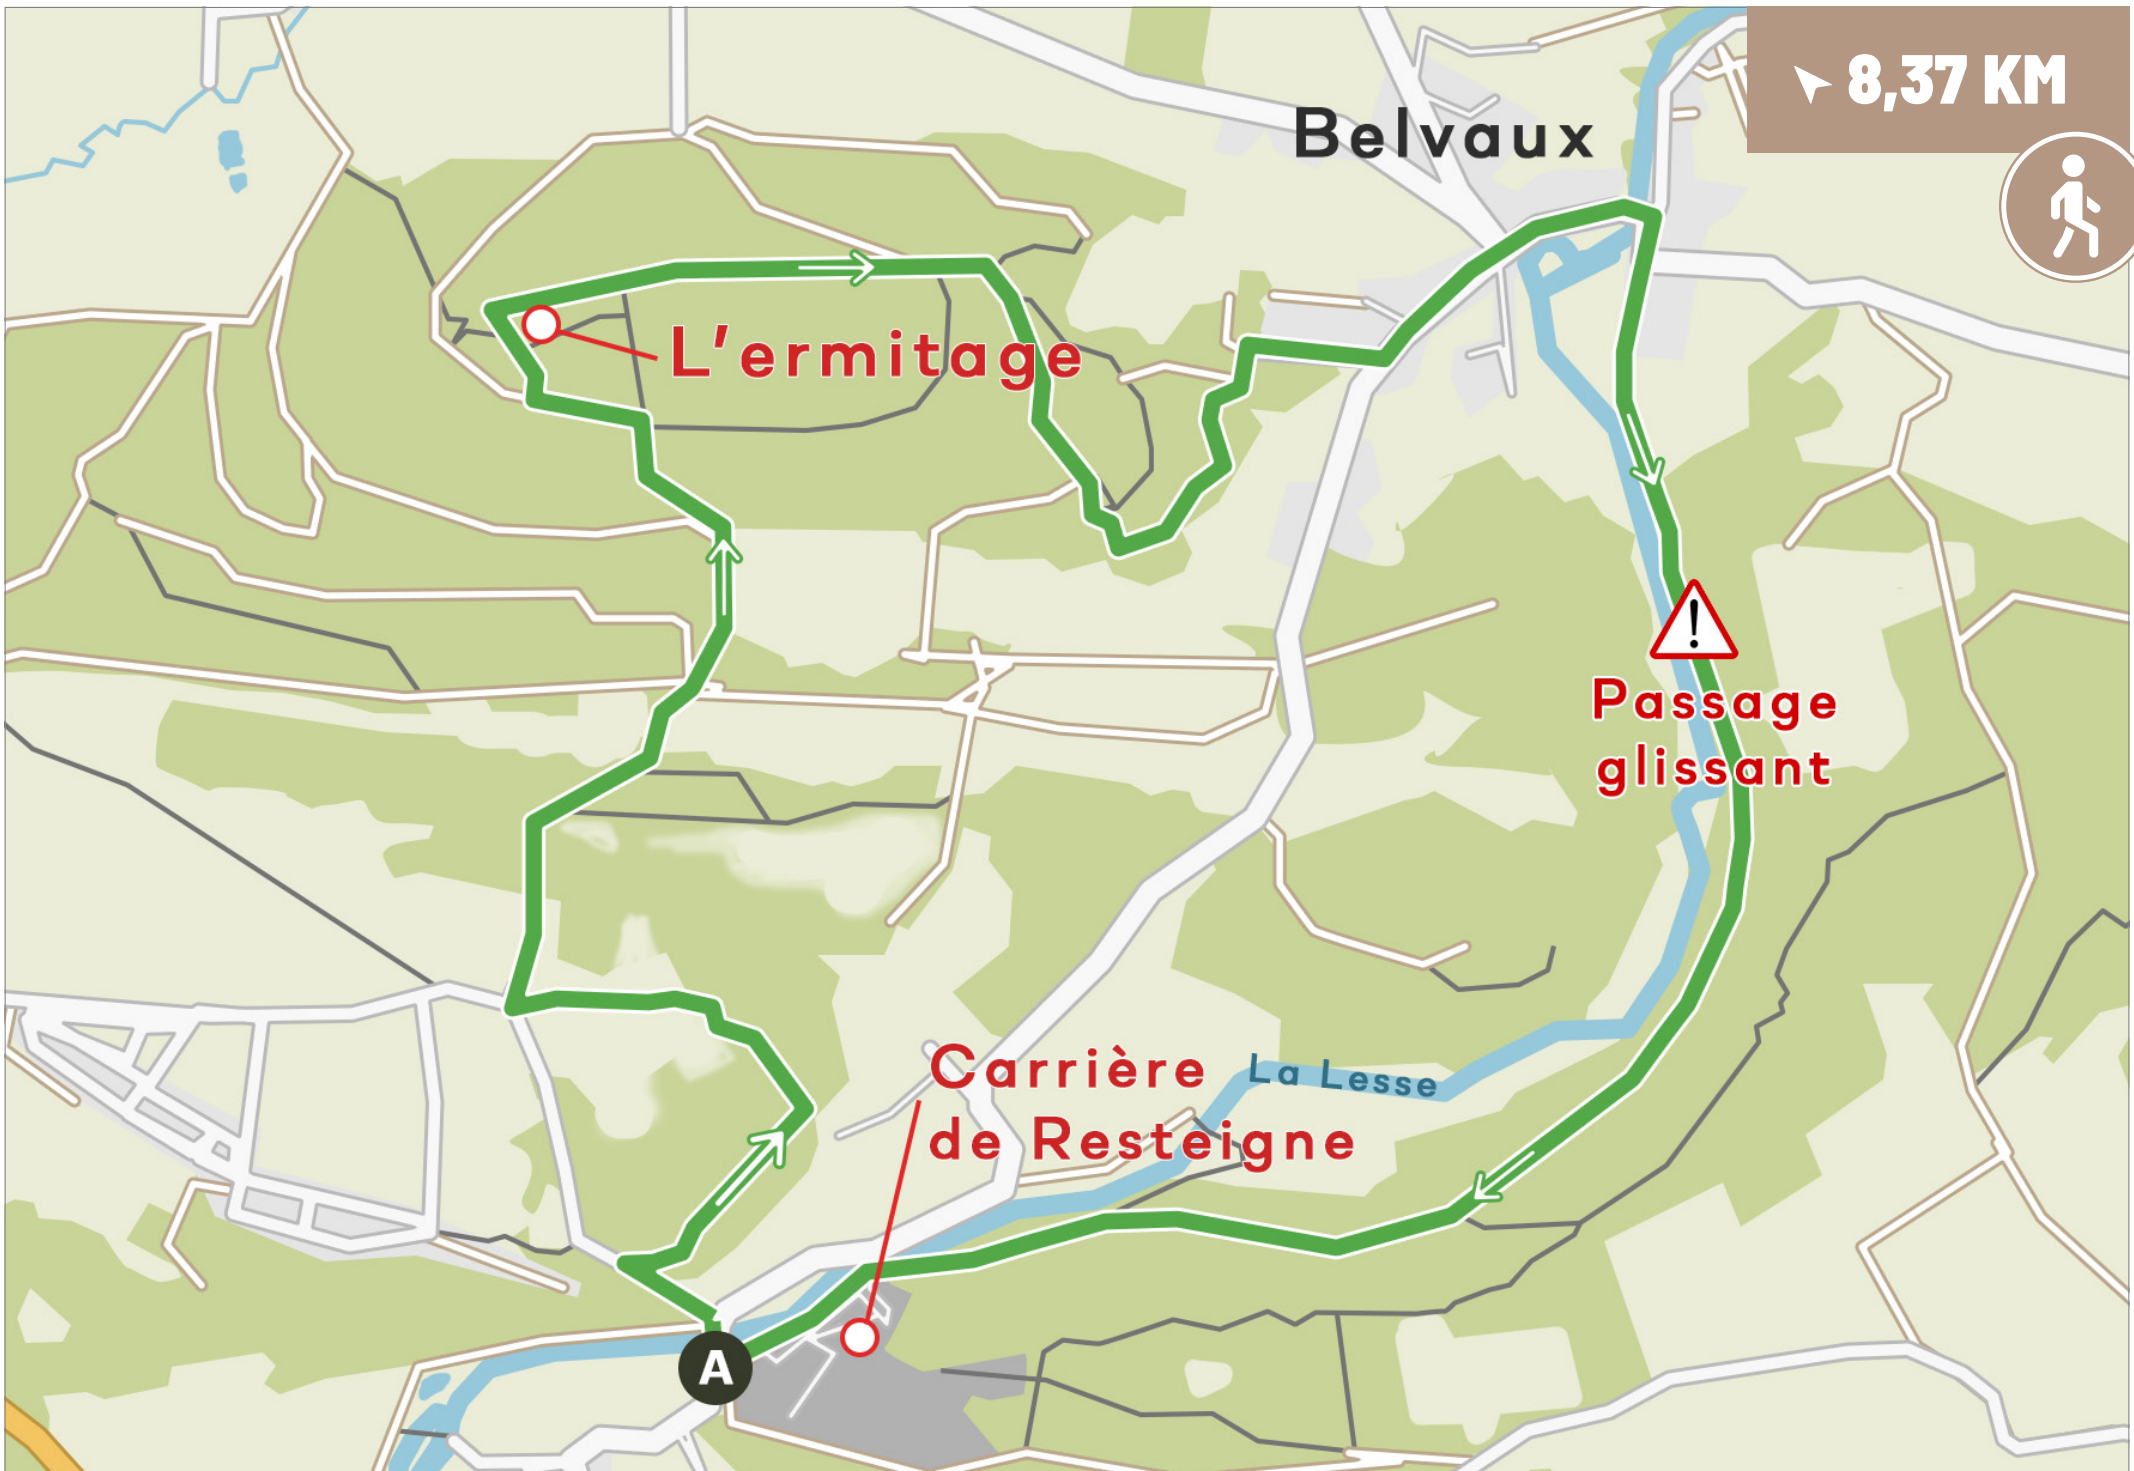 8,37 KM
Belvaux
L'ermitage
!
Passage
glissant
Carrière
de Resteigne
La Lesse
A